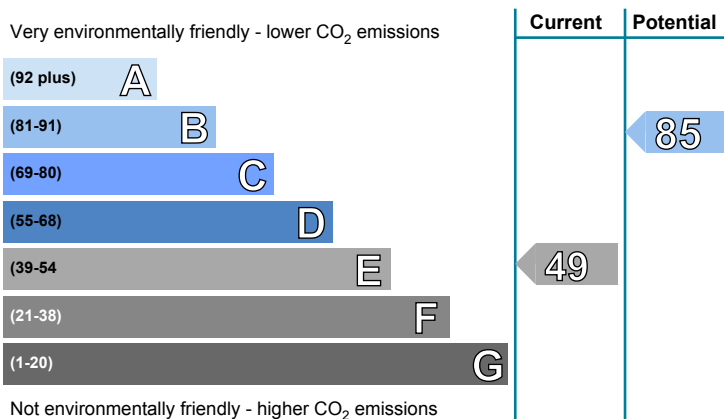 Current Potential
Very environmentally friendly - lower CO2 emissions
(92 plus) A
(81-91) B
85
(69-80) C
(55-68) D
(39-54 E
49
(21-38) F
(1-20) G
Not environmentally friendly - higher CO2 emissions